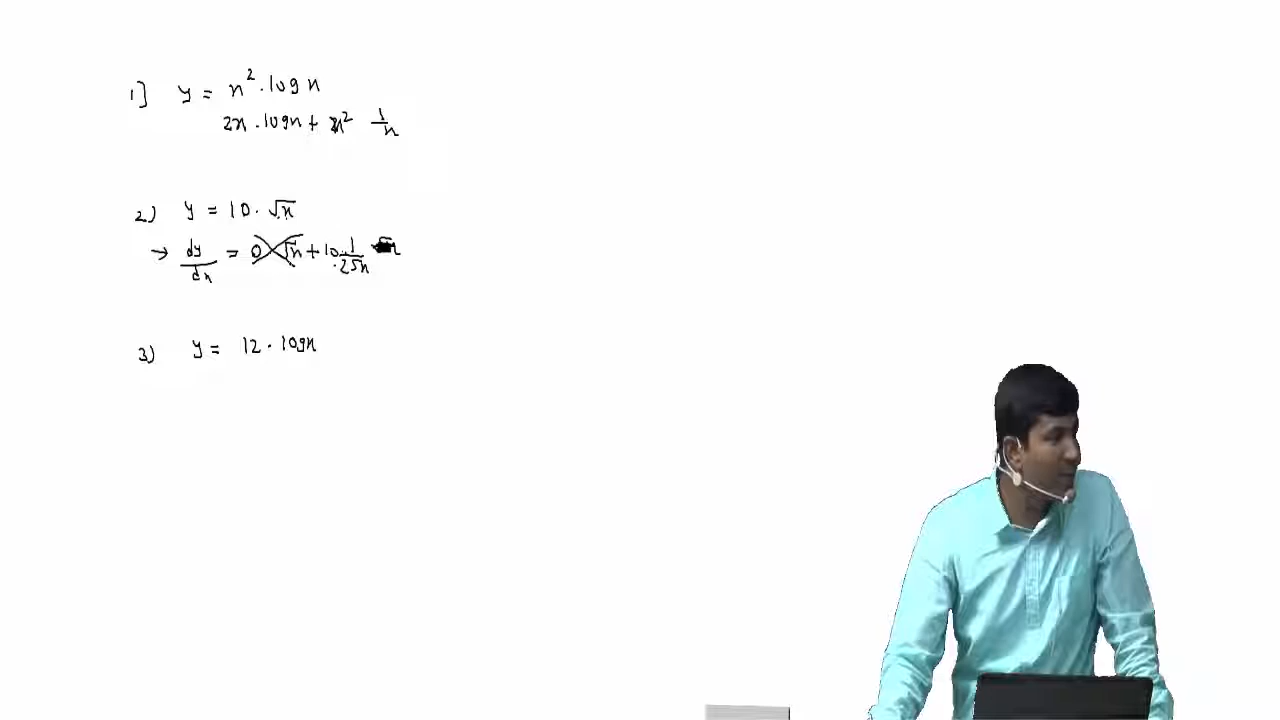 1] y = x² · log x
2x · log x + x² 1/x
2) y = 10 · √x
→ dy/dx = 0 √x + 10 · 1/2√x
3) y = 12 · log x